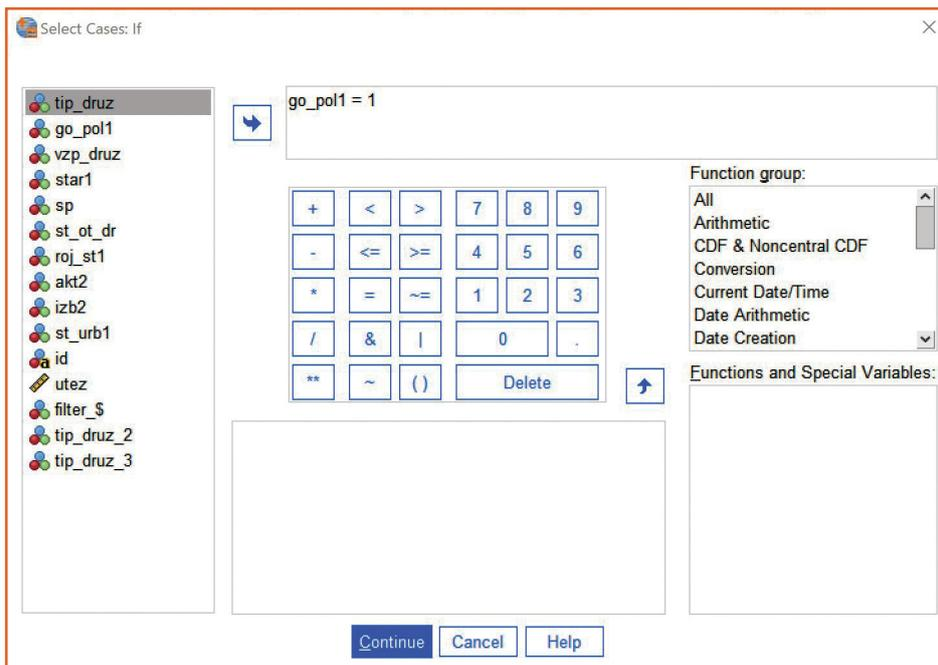 Select Cases: If
tip_druz
go_pol1
vzp_druz
star1
sp
st_ot_dr
roj_st1
akt2
izb2
st_urb1
id
utez
filter_$
tip_druz_2
tip_druz_3
go_pol1 = 1
+ < > 7 8 9
- <= >= 4 5 6
* = ~= 1 2 3
/ & | 0 .
** ~ ( ) Delete
Function group:
All
Arithmetic
CDF & Noncentral CDF
Conversion
Current Date/Time
Date Arithmetic
Date Creation
Functions and Special Variables:
Continue Cancel Help